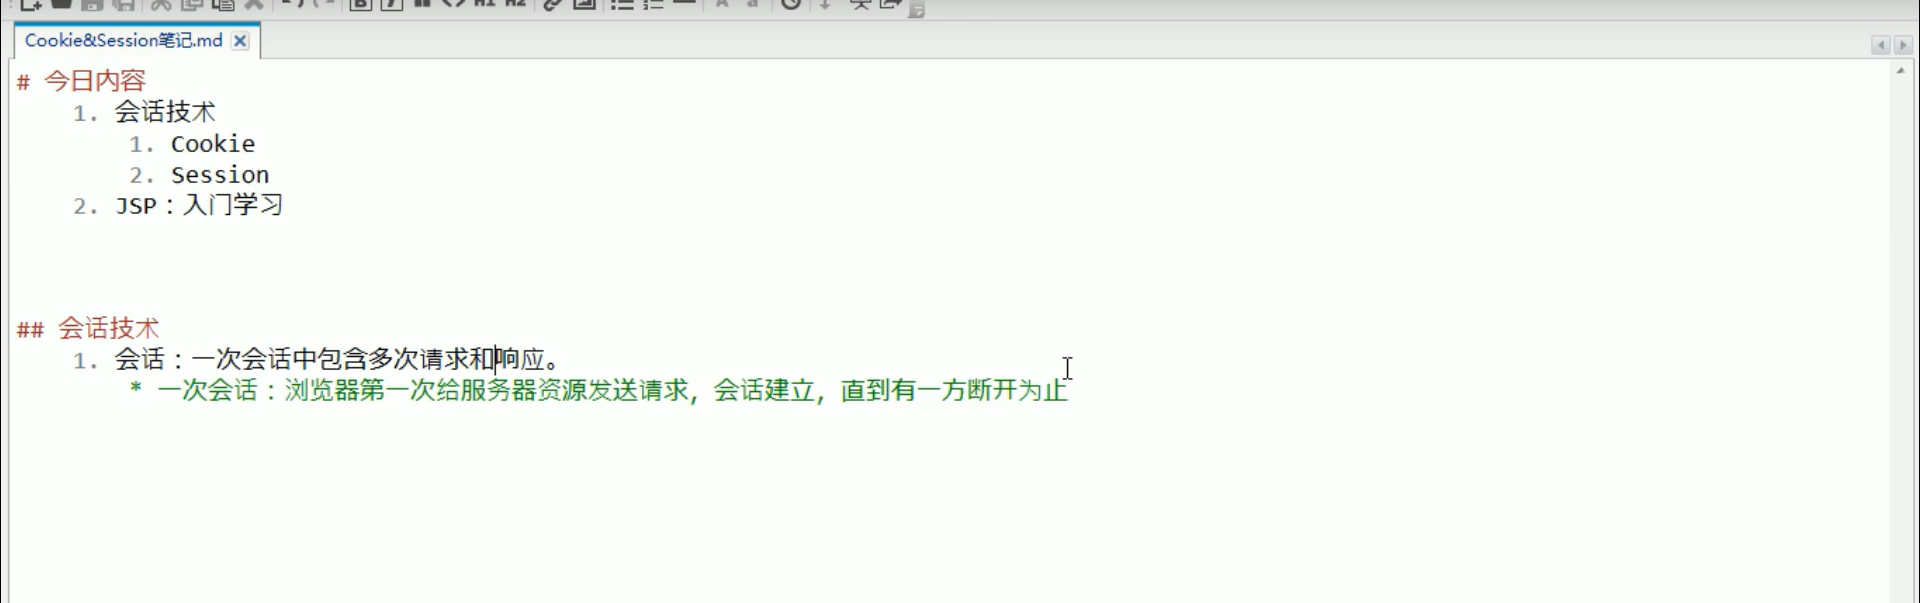 Cookie&Session笔记.md
# 今日内容
1. 会话技术
1. Cookie
2. Session
2. JSP：入门学习
## 会话技术
1. 会话：一次会话中包含多次请求和响应。
* 一次会话：浏览器第一次给服务器资源发送请求，会话建立，直到有一方断开为止